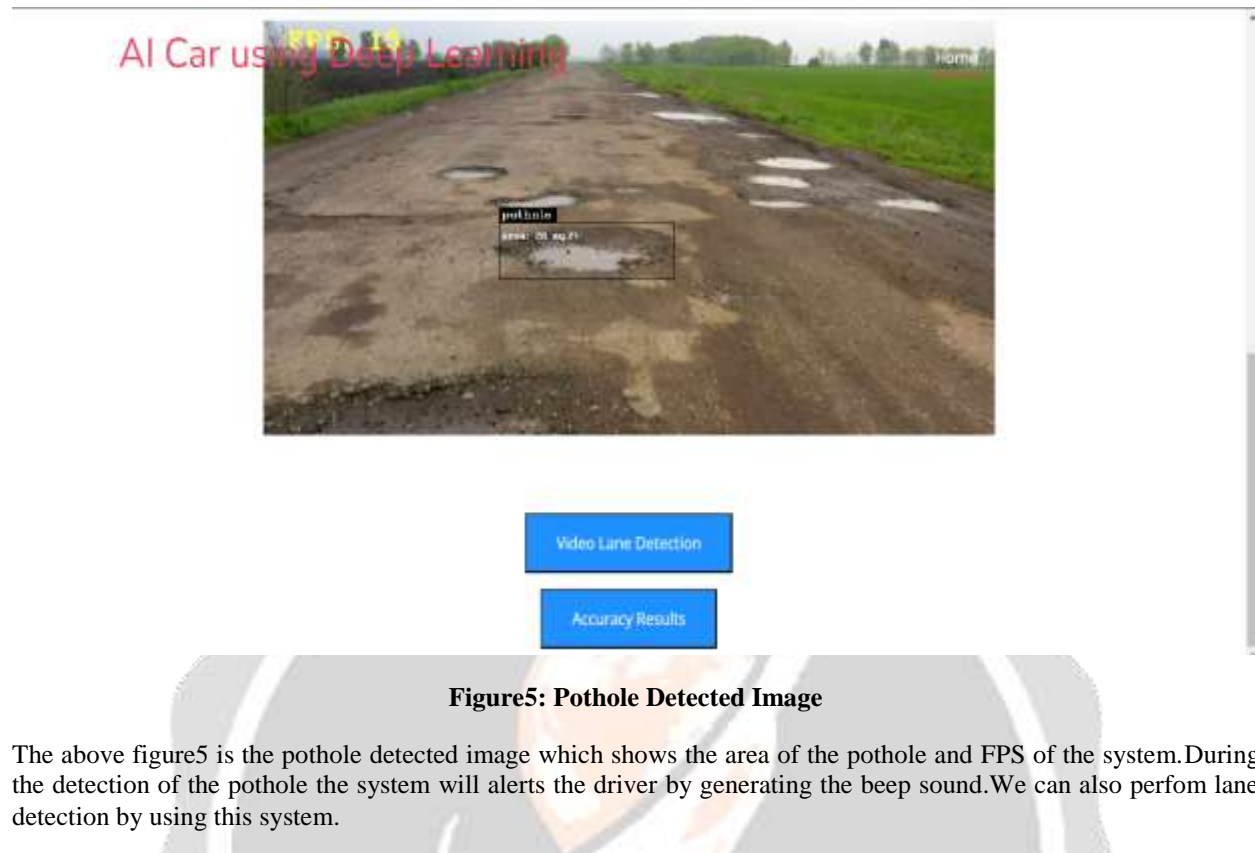 AI Car using Deep Learning
Home
pothole
Video Lane Detection
Accuracy Results
Figure5: Pothole Detected Image
The above figure5 is the pothole detected image which shows the area of the pothole and FPS of the system.During
the detection of the pothole the system will alerts the driver by generating the beep sound.We can also perfom lane
detection by using this system.